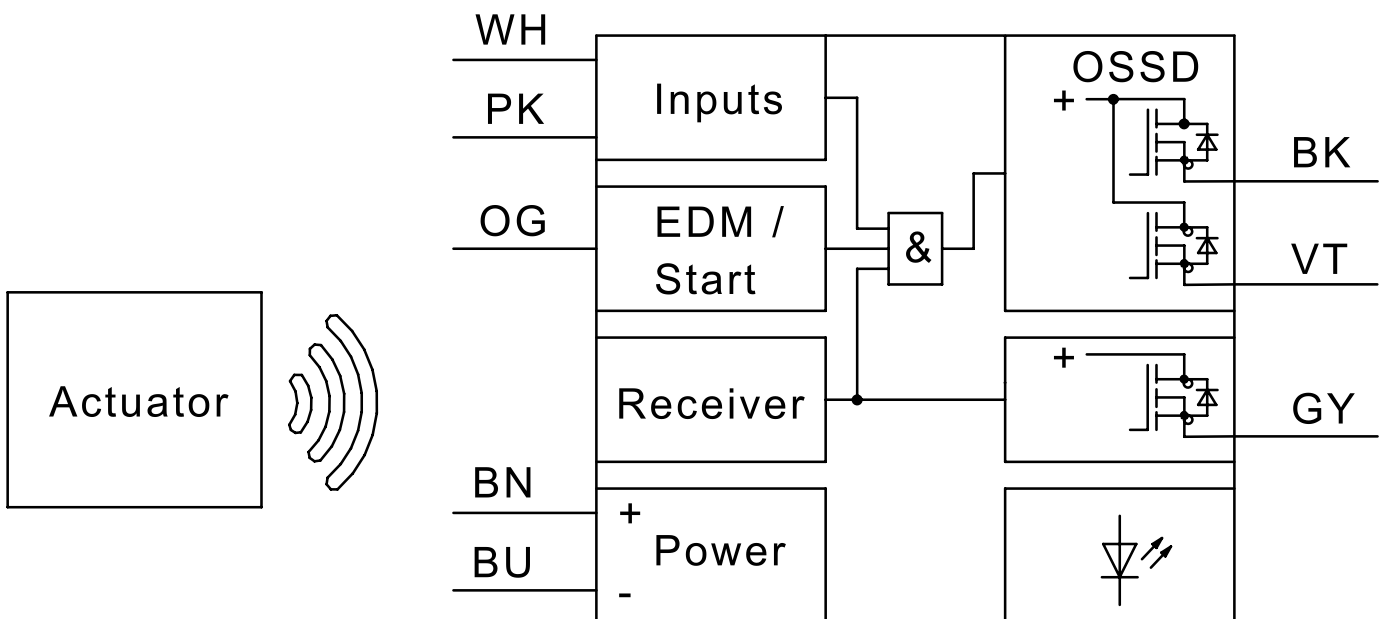 WH
Inputs
OSSD
+
PK
BK
OG
EDM /
Start
&
VT
Actuator
Receiver
+
GY
BN
+
Power
BU
-